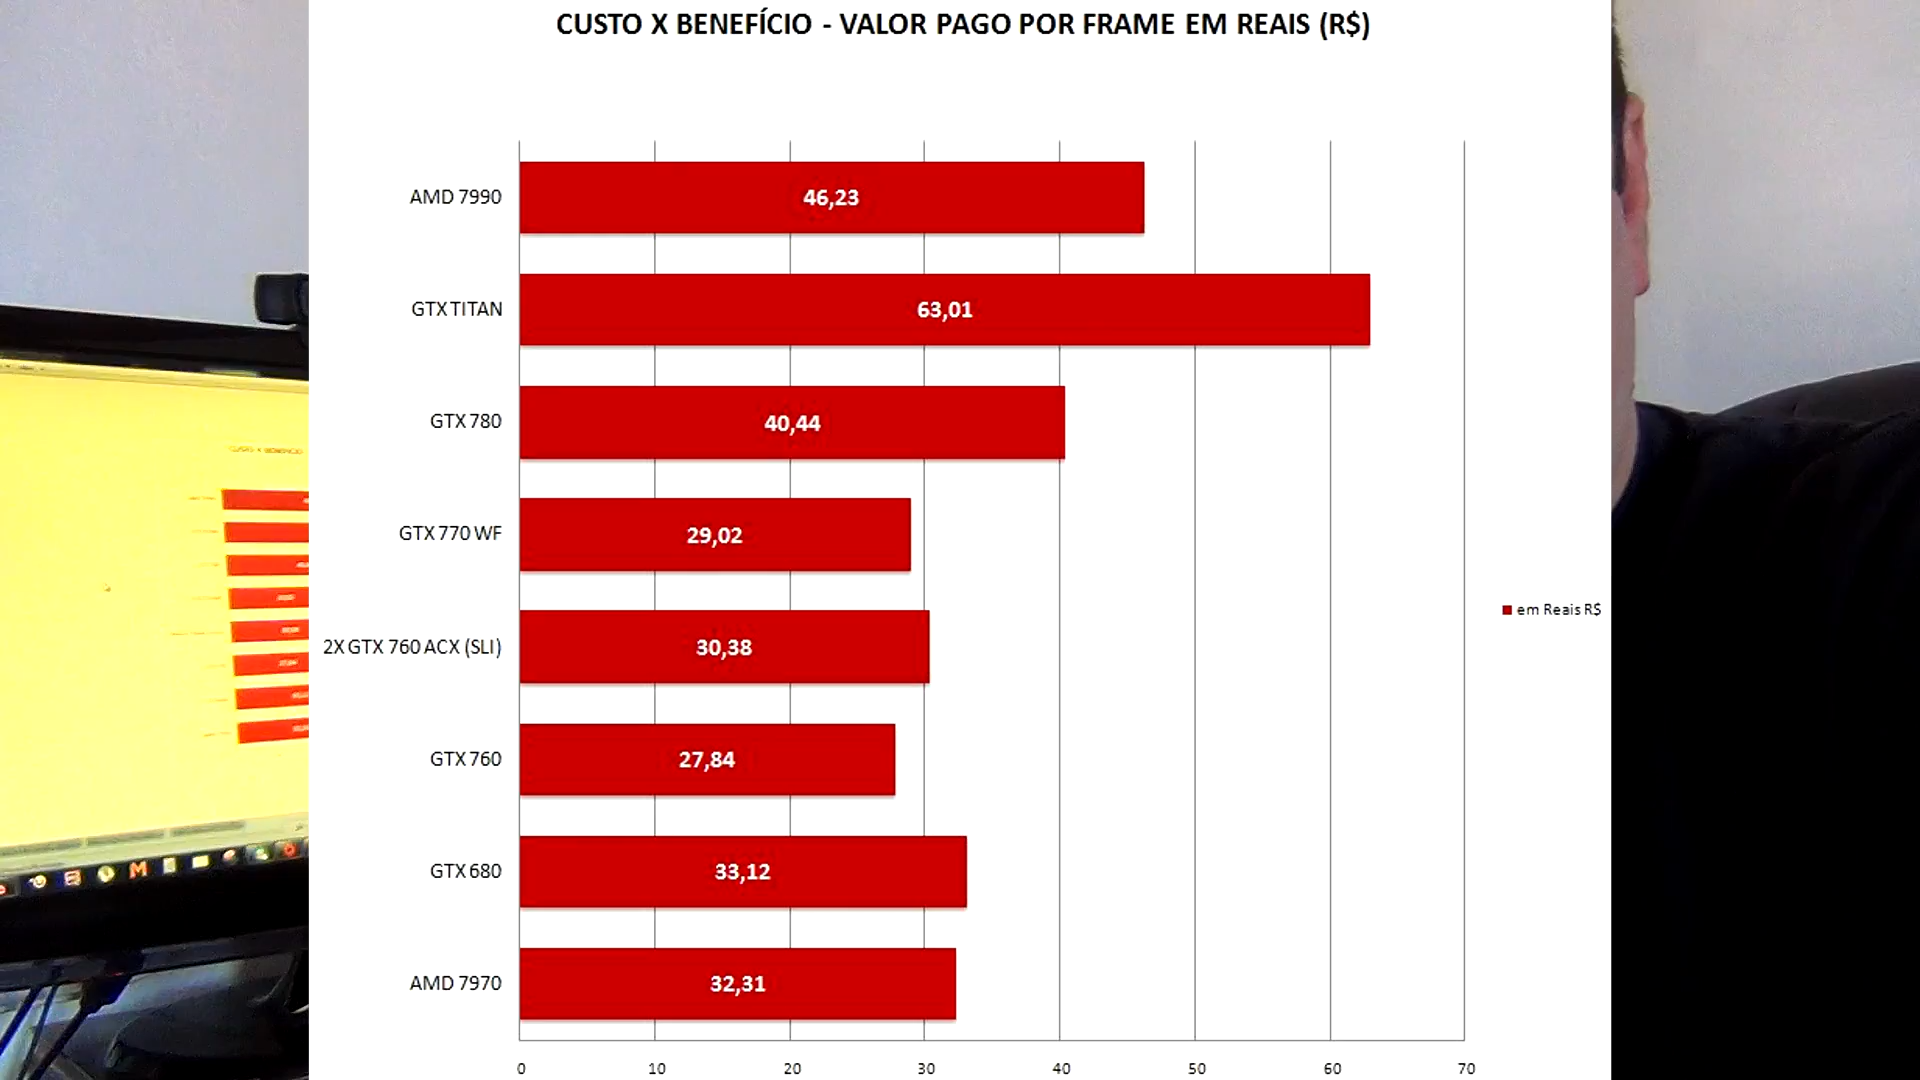 CUSTO X BENEFÍCIO - VALOR PAGO POR FRAME EM REAIS (R$)
AMD 7990
46,23
GTX TITAN
63,01
GTX 780
40,44
GTX 770 WF
29,02
2X GTX 760 ACX (SLI)
30,38
GTX 760
27,84
GTX 680
33,12
AMD 7970
32,31
0 10 20 30 40 50 60 70
em Reais R$
CUSTO X BENEFÍCIO